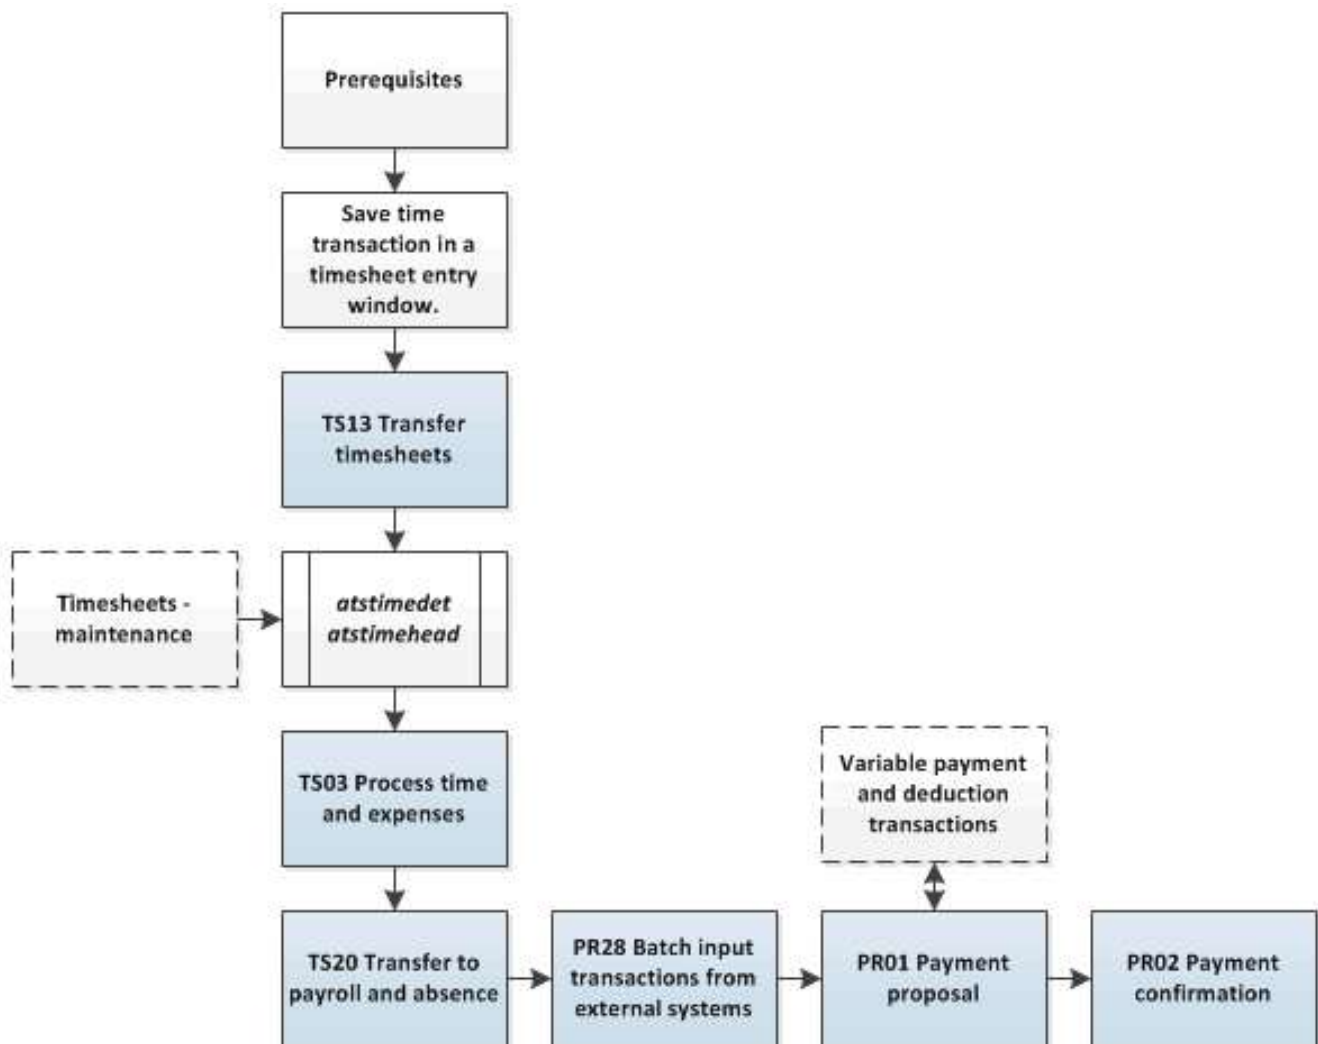 Prerequisites
Save time
transaction in a
timesheet entry
window.
TS13 Transfer
timesheets
Timesheets -
maintenance
atstimedet
atstimehead
TS03 Process time
and expenses
Variable payment
and deduction
transactions
TS20 Transfer to
payroll and absence
PR28 Batch input
transactions from
external systems
PR01 Payment
proposal
PR02 Payment
confirmation